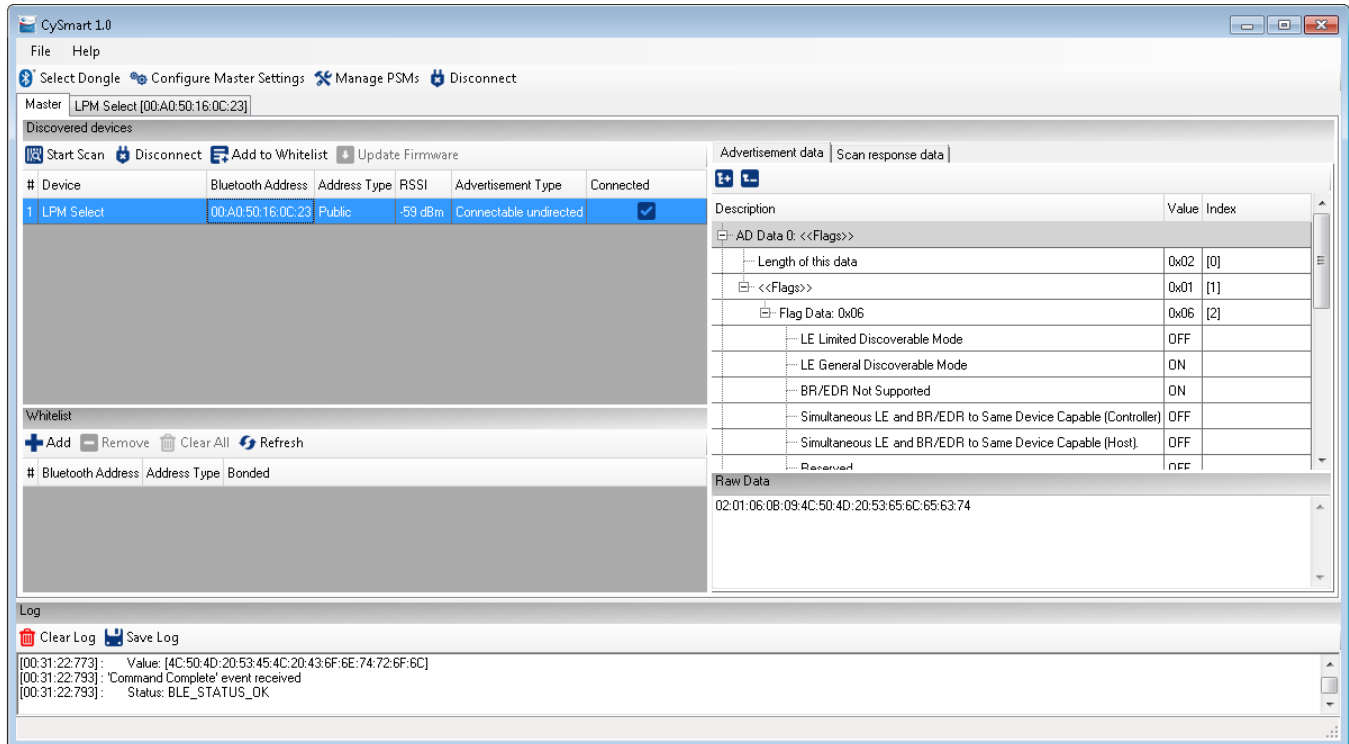 CySmart 1.0
File Help
Select Dongle Configure Master Settings Manage PSMs Disconnect
Master LPM Select [00:A0:50:16:0C:23]
Discovered devices
Start Scan Disconnect Add to Whitelist Update Firmware
# Device Bluetooth Address Address Type RSSI Advertisement Type Connected
1 LPM Select 00:A0:50:16:0C:23 Public -59 dBm Connectable undirected
Advertisement data Scan response data
Description Value Index
AD Data 0: <<Flags>>
Length of this data 0x02 [0]
<<Flags>> 0x01 [1]
Flag Data: 0x06 0x06 [2]
LE Limited Discoverable Mode OFF
LE General Discoverable Mode ON
BR/EDR Not Supported ON
Simultaneous LE and BR/EDR to Same Device Capable (Controller) OFF
Simultaneous LE and BR/EDR to Same Device Capable (Host). OFF
Reserved OFF
Raw Data
02:01:06:0B:09:4C:50:4D:20:53:65:6C:65:63:74
Whitelist
Add Remove Clear All Refresh
# Bluetooth Address Address Type Bonded
Log
Clear Log Save Log
[00:31:22:773] : Value: [4C:50:4D:20:53:45:4C:20:43:6F:6E:74:72:6F:6C]
[00:31:22:793] : 'Command Complete' event received
[00:31:22:793] : Status: BLE_STATUS_OK